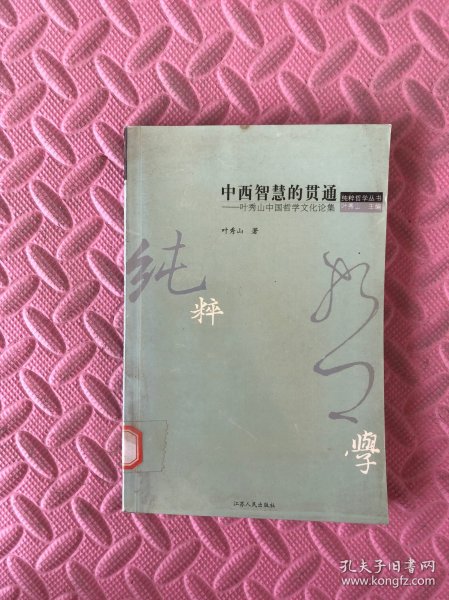 中西智慧的贯通
——叶秀山中国哲学文化论集
纯粹哲学丛书
叶秀山 主编
叶秀山 著
纯
粹
哲
學
江苏人民出版社
孔夫子旧书网
www.kongfz.com